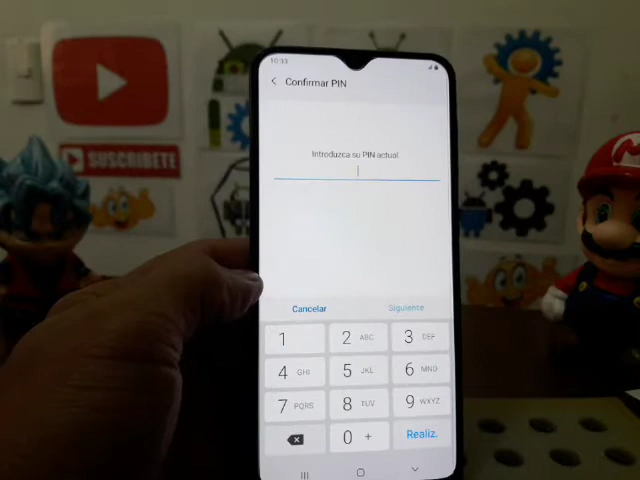 10:33
Confirmar PIN
Introduzca su PIN actual
SUSCRIBETE
Cancelar Siguiente
1 2 ABC 3 DEF
4 GHI 5 JKL 6 MNO
7 PQRS 8 TUV 9 WXYZ
0 + Realiz.